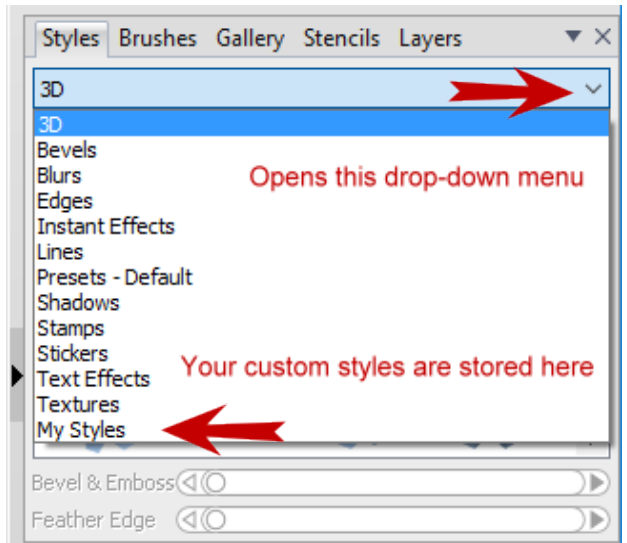 Styles Brushes Gallery Stencils Layers
3D
3D
Bevels
Blurs
Opens this drop-down menu
Edges
Instant Effects
Lines
Presets - Default
Shadows
Stamps
Stickers
Your custom styles are stored here
Text Effects
Textures
My Styles
Bevel & Emboss
Feather Edge